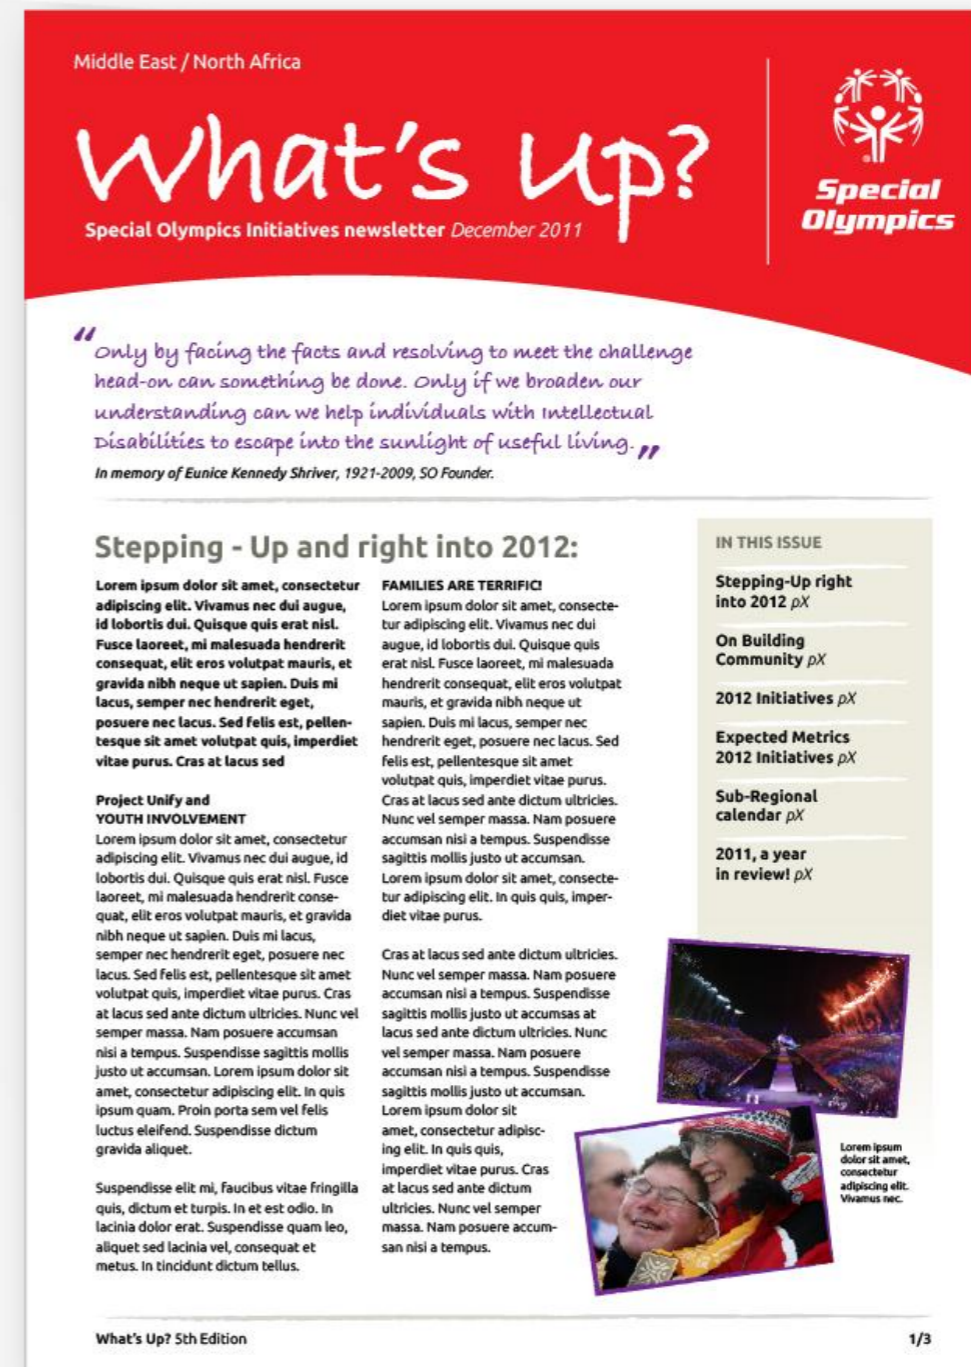 Middle East / North Africa
What's Up?
Special Olympics Initiatives newsletter December 2011
Special
Olympics
“Only by facing the facts and resolving to meet the challenge
head-on can something be done. Only if we broaden our
understanding can we help individuals with Intellectual
Disabilities to escape into the sunlight of useful living.”
In memory of Eunice Kennedy Shriver, 1921-2009, SO Founder.
Stepping - Up and right into 2012:
Lorem ipsum dolor sit amet, consectetur
adipiscing elit. Vivamus nec dui augue,
id lobortis dui. Quisque quis erat nisl.
Fusce laoreet, mi malesuada hendrerit
consequat, elit eros volutpat mauris, et
gravida nibh neque ut sapien. Duis mi
lacus, semper nec hendrerit eget,
posuere nec lacus. Sed felis est, pellen-
tesque sit amet volutpat quis, imperdiet
vitae purus. Cras at lacus sed
Project Unify and
YOUTH INVOLVEMENT
Lorem ipsum dolor sit amet, consectetur
adipiscing elit. Vivamus nec dui augue, id
lobortis dui. Quisque quis erat nisl. Fusce
laoreet, mi malesuada hendrerit conse-
quat, elit eros volutpat mauris, et gravida
nibh neque ut sapien. Duis mi lacus,
semper nec hendrerit eget, posuere nec
lacus. Sed felis est, pellentesque sit amet
volutpat quis, imperdiet vitae purus. Cras
at lacus sed ante dictum ultricies. Nunc vel
semper massa. Nam posuere accumsan
nisi a tempus. Suspendisse sagittis mollis
justo ut accumsan. Lorem ipsum dolor sit
amet, consectetur adipiscing elit. In quis
ipsum quam. Proin porta sem vel felis
luctus eleifend. Suspendisse dictum
gravida aliquet.
Suspendisse elit mi, faucibus vitae fringilla
quis, dictum et turpis. In et est odio. In
lacinia dolor erat. Suspendisse quam leo,
aliquet sed lacinia vel, consequat et
metus. In tincidunt dictum tellus.
FAMILIES ARE TERRIFIC!
Lorem ipsum dolor sit amet, consecte-
tur adipiscing elit. Vivamus nec dui
augue, id lobortis dui. Quisque quis
erat nisl. Fusce laoreet, mi malesuada
hendrerit consequat, elit eros volutpat
mauris, et gravida nibh neque ut
sapien. Duis mi lacus, semper nec
hendrerit eget, posuere nec lacus. Sed
felis est, pellentesque sit amet
volutpat quis, imperdiet vitae purus.
Cras at lacus sed ante dictum ultricies.
Nunc vel semper massa. Nam posuere
accumsan nisi a tempus. Suspendisse
sagittis mollis justo ut accumsan.
Lorem ipsum dolor sit amet, consecte-
tur adipiscing elit. In quis quis, imper-
diet vitae purus.
Cras at lacus sed ante dictum ultricies.
Nunc vel semper massa. Nam posuere
accumsan nisi a tempus. Suspendisse
sagittis mollis justo ut accumsas at
lacus sed ante dictum ultricies. Nunc
vel semper massa. Nam posuere
accumsan nisi a tempus. Suspendisse
sagittis mollis justo ut accumsan.
Lorem ipsum dolor sit
amet, consectetur adipisc-
ing elit. In quis quis,
imperdiet vitae purus. Cras
at lacus sed ante dictum
ultricies. Nunc vel semper
massa. Nam posuere accum-
san nisi a tempus.
IN THIS ISSUE
Stepping-Up right
into 2012 pX
On Building
Community pX
2012 Initiatives pX
Expected Metrics
2012 Initiatives pX
Sub-Regional
calendar pX
2011, a year
in review! pX
Lorem ipsum
dolor sit amet,
consectetur
adipiscing elit.
Vivamus nec.
What's Up? 5th Edition
1/3